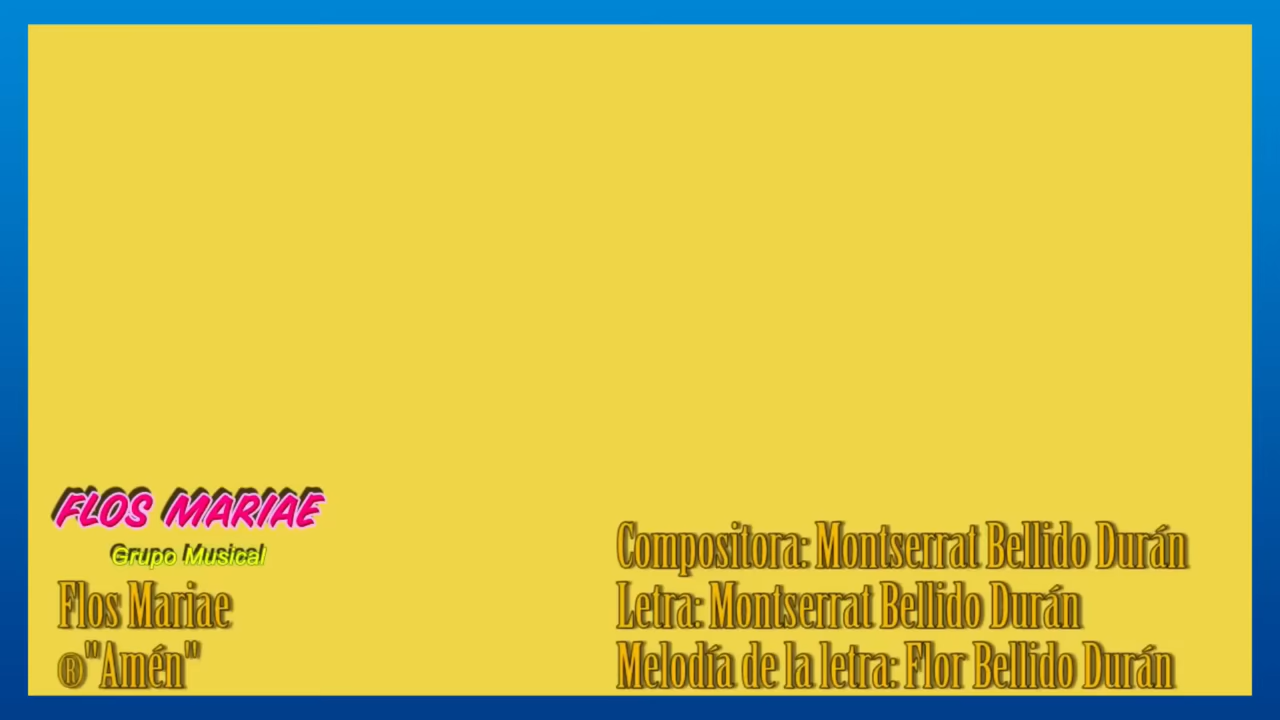 FLOS MARIAE
Grupo Musical
Flos Mariae
®"Amén"
Compositora: Montserrat Bellido Durán
Letra: Montserrat Bellido Durán
Melodía de la letra: Flor Bellido Durán